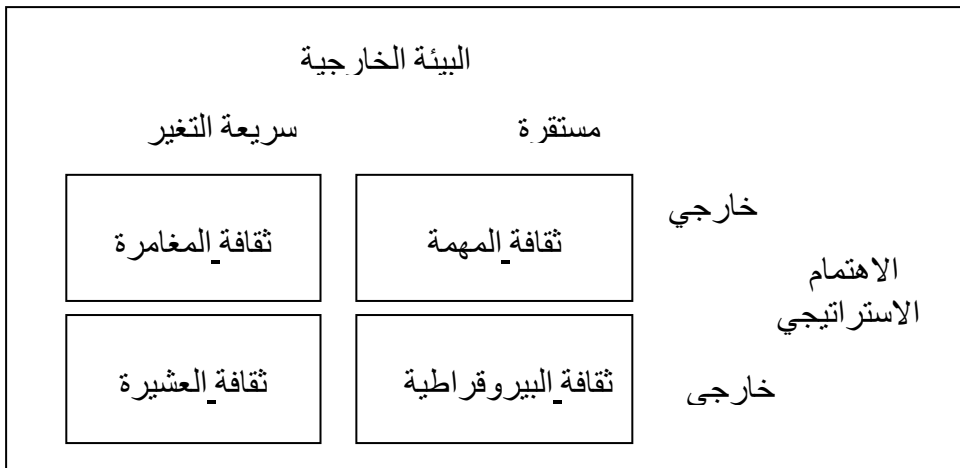 البيئة الخارجية
مستقرة
سريعة التغير
خارجي
ثقافة المهمة
ثقافة المغامرة
الاهتمام
الاستراتيجي
خارجي
ثقافة البيروقراطية
ثقافة العشيرة